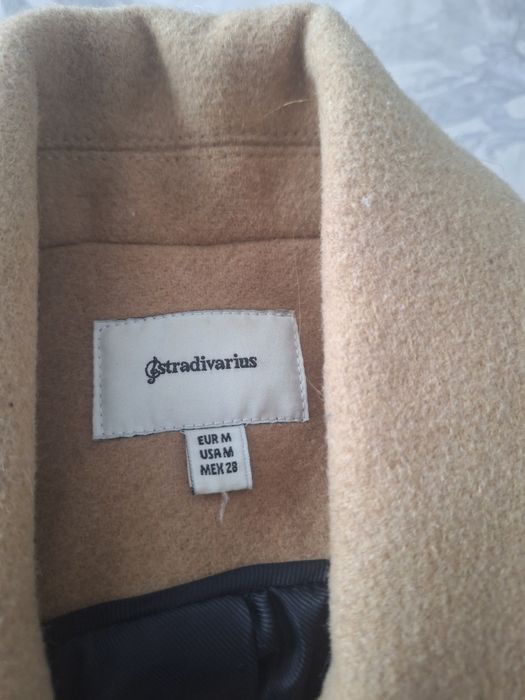 stradivarius
EUR M
USA M
MEX 28